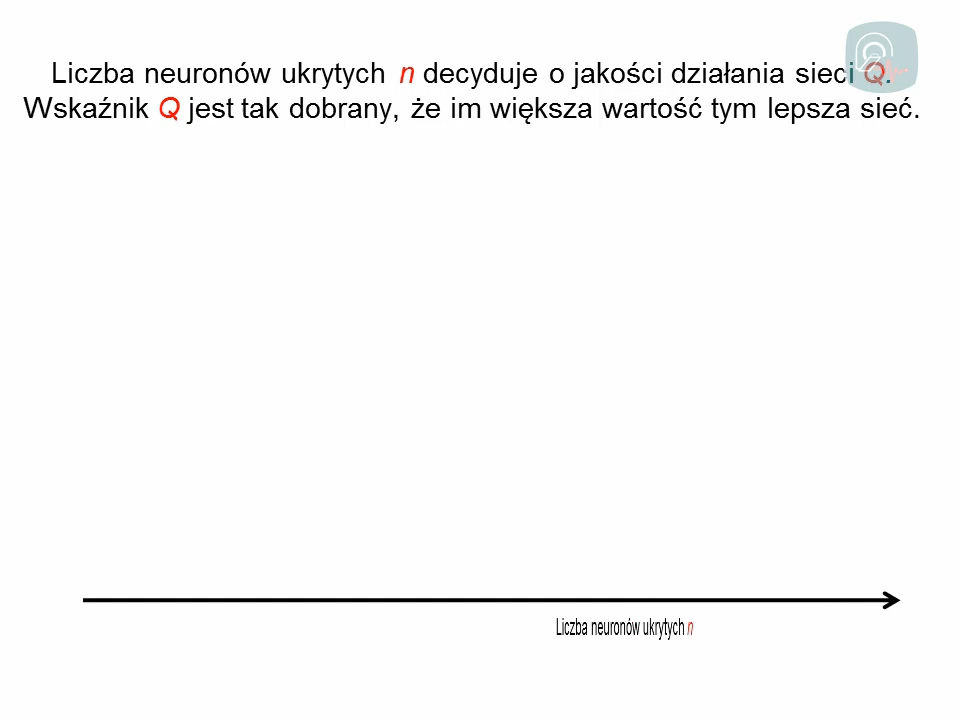 Liczba neuronów ukrytych n decyduje o jakości działania sieci Q.
Wskaźnik Q jest tak dobrany, że im większa wartość tym lepsza sieć.
Liczba neuronów ukrytych n